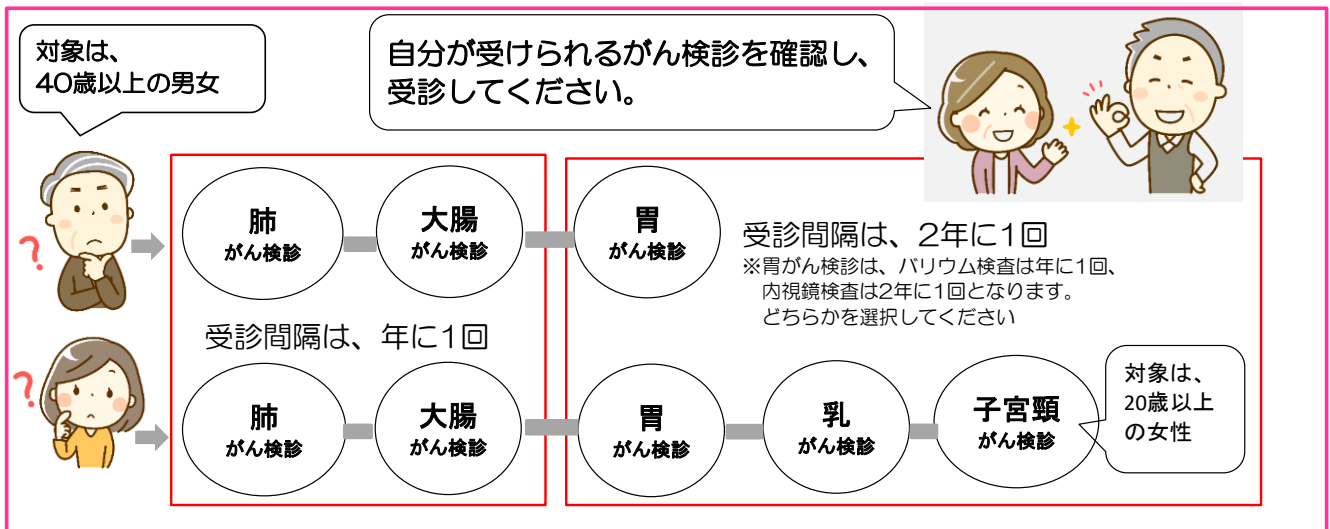 対象は、
40歳以上の男女
自分が受けられるがん検診を確認し、
受診してください。
?
肺
がん検診
大腸
がん検診
胃
がん検診
受診間隔は、2年に1回
※胃がん検診は、バリウム検査は年に1回、
内視鏡検査は2年に1回となります。
どちらかを選択してください
受診間隔は、年に1回
?
肺
がん検診
大腸
がん検診
胃
がん検診
乳
がん検診
子宮頸
がん検診
対象は、
20歳以上
の女性